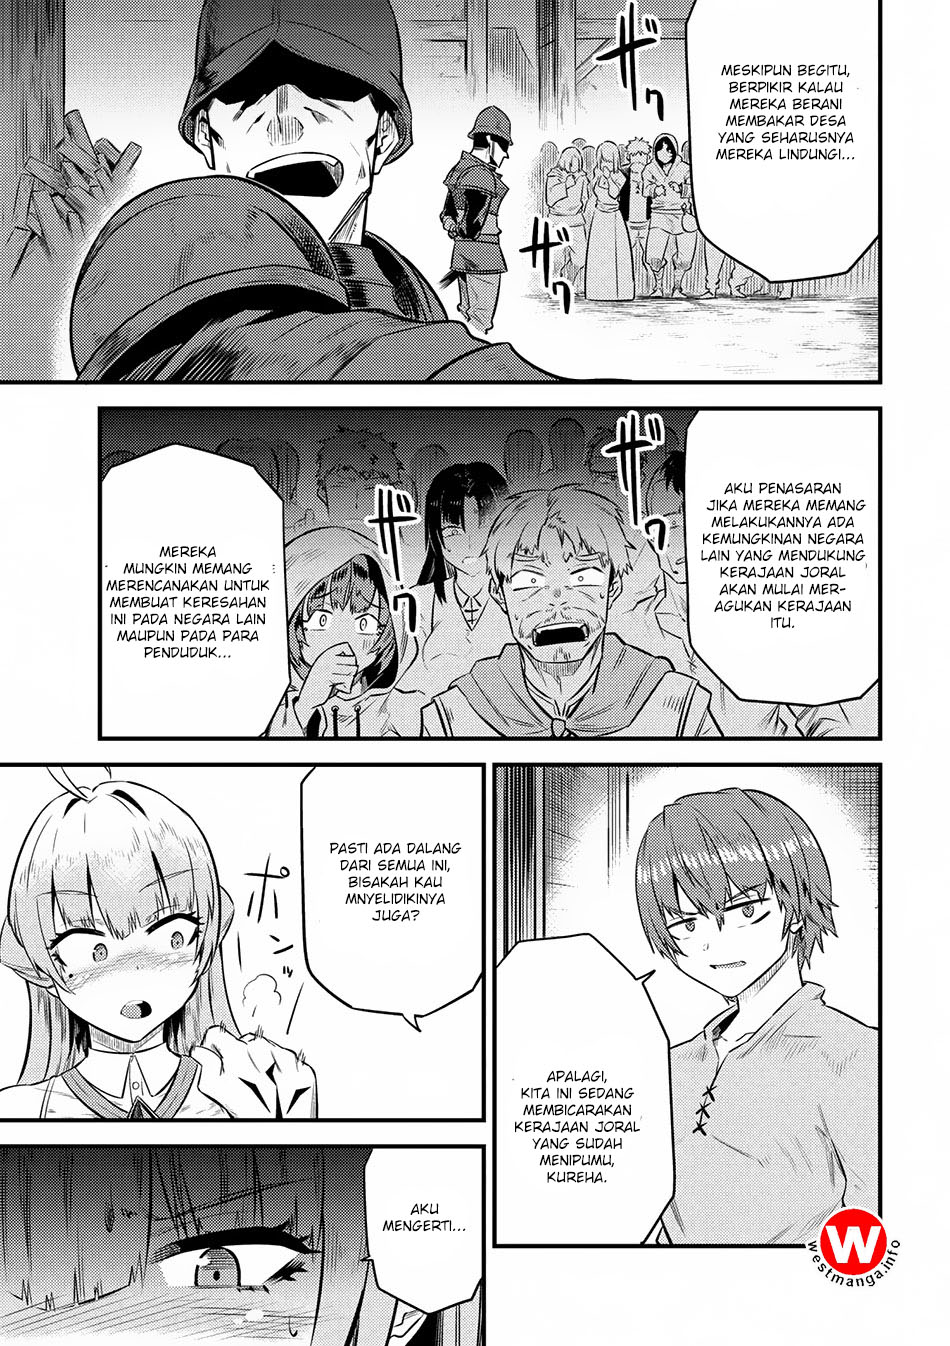 MESKIPUN BEGITU,
BERPIKIR KALAU
MEREKA BERANI
MEMBAKAR DESA
YANG SEHARUSNYA
MEREKA LINDUNGI...
ザ
ワ
ザ
ワ
AKU PENASARAN
JIKA MEREKA MEMANG
MELAKUKANNYA ADA
KEMUNGKINAN NEGARA
LAIN YANG MENDUKUNG
KERAJAAN JORAL
AKAN MULAI MER-
AGUKAN KERAJAAN
ITU.
ザ
ワ
ザ
ワ
MEREKA
MUNGKIN MEMANG
MERENCANAKAN UNTUK
MEMBUAT KERESAHAN
INI PADA NEGARA LAIN
MAUPUN PADA PARA
PENDUDUK...
APALAGI,
KITA INI SEDANG
MEMBICARAKAN
KERAJAAN JORAL
YANG SUDAH
MENIPUMU,
KUREHA.
PASTI ADA DALANG
DARI SEMUA INI,
BISAKAH KAU
MNYELIDIKINYA
JUGA?
AKU
MENGERTI...
W
westmanga.info